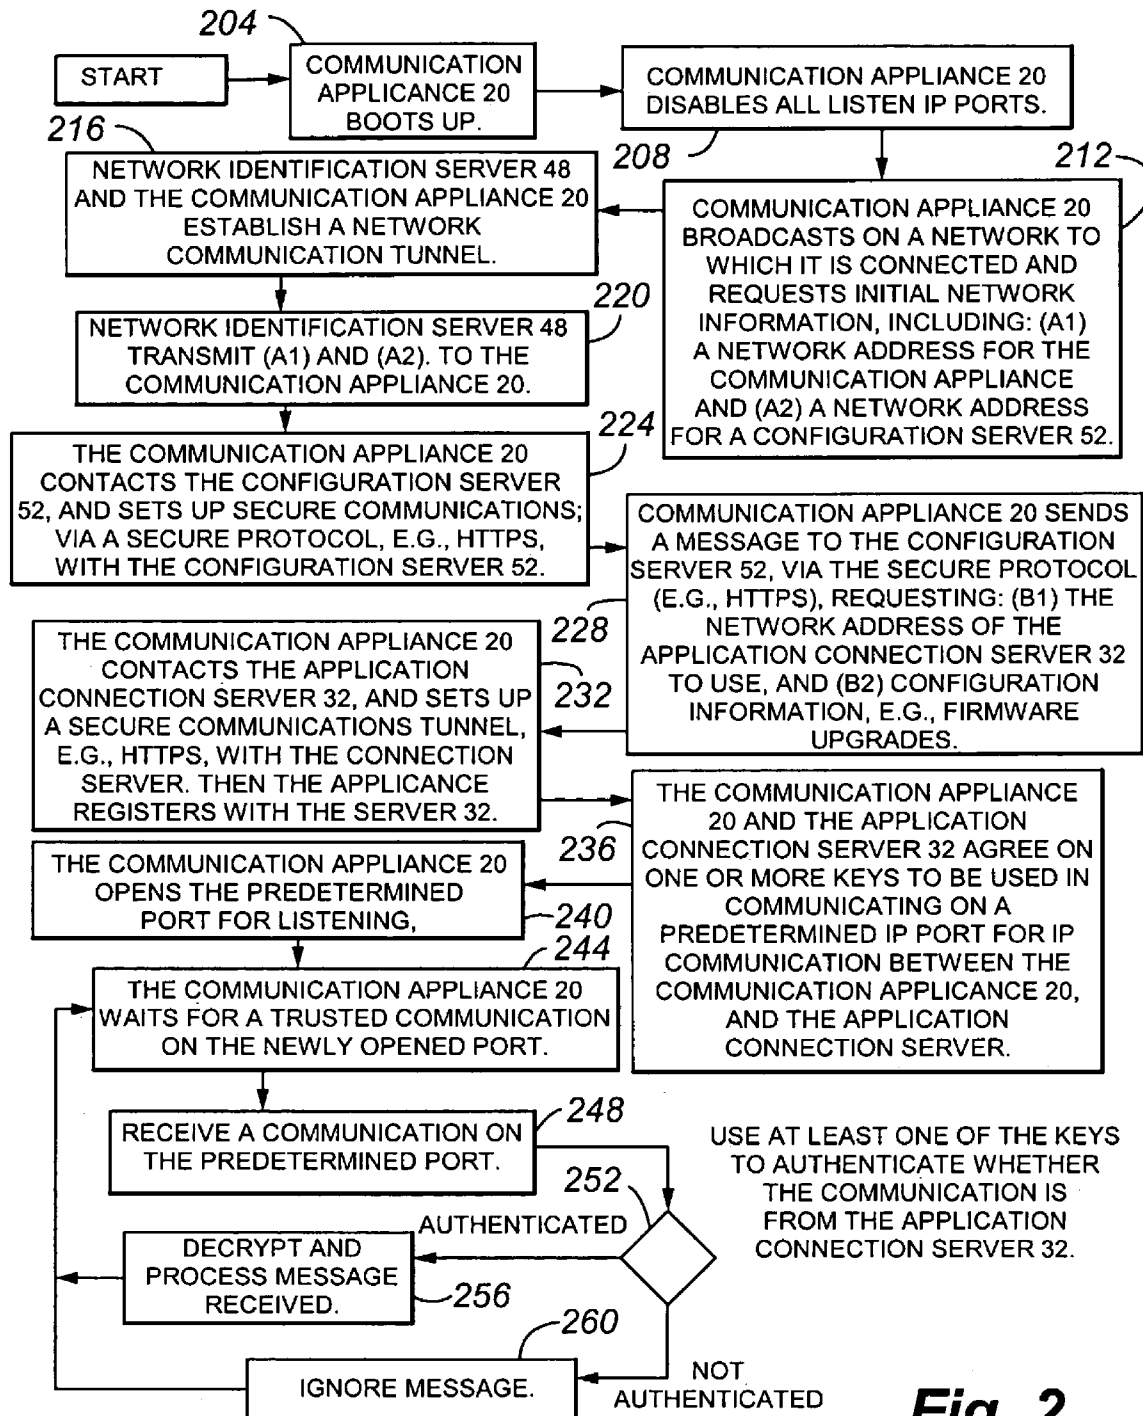 204
START
COMMUNICATION
APPLICANCE 20
BOOTS UP.
COMMUNICATION APPLIANCE 20
DISABLES ALL LISTEN IP PORTS.
208
212
COMMUNICATION APPLIANCE 20
BROADCASTS ON A NETWORK TO
WHICH IT IS CONNECTED AND
REQUESTS INITIAL NETWORK
INFORMATION, INCLUDING: (A1)
A NETWORK ADDRESS FOR THE
COMMUNICATION APPLIANCE
AND (A2) A NETWORK ADDRESS
FOR A CONFIGURATION SERVER 52.
216
NETWORK IDENTIFICATION SERVER 48
AND THE COMMUNICATION APPLIANCE 20
ESTABLISH A NETWORK
COMMUNICATION TUNNEL.
220
NETWORK IDENTIFICATION SERVER 48
TRANSMIT (A1) AND (A2). TO THE
COMMUNICATION APPLIANCE 20.
224
THE COMMUNICATION APPLIANCE 20
CONTACTS THE CONFIGURATION SERVER
52, AND SETS UP SECURE COMMUNICATIONS;
VIA A SECURE PROTOCOL, E.G., HTTPS,
WITH THE CONFIGURATION SERVER 52.
COMMUNICATION APPLIANCE 20 SENDS
A MESSAGE TO THE CONFIGURATION
SERVER 52, VIA THE SECURE PROTOCOL
(E.G., HTTPS), REQUESTING: (B1) THE
NETWORK ADDRESS OF THE
APPLICATION CONNECTION SERVER 32
TO USE, AND (B2) CONFIGURATION
INFORMATION, E.G., FIRMWARE
UPGRADES.
228
THE COMMUNICATION APPLIANCE 20
CONTACTS THE APPLICATION
CONNECTION SERVER 32, AND SETS UP
A SECURE COMMUNICATIONS TUNNEL,
E.G., HTTPS, WITH THE CONNECTION
SERVER. THEN THE APPLICANCE
REGISTERS WITH THE SERVER 32.
232
THE COMMUNICATION APPLIANCE
20 AND THE APPLICATION
CONNECTION SERVER 32 AGREE ON
ONE OR MORE KEYS TO BE USED IN
COMMUNICATING ON A
PREDETERMINED IP PORT FOR IP
COMMUNICATION BETWEEN THE
COMMUNICATION APPLICANCE 20,
AND THE APPLICATION
CONNECTION SERVER.
236
THE COMMUNICATION APPLIANCE 20
OPENS THE PREDETERMINED
PORT FOR LISTENING,
240
244
THE COMMUNICATION APPLIANCE 20
WAITS FOR A TRUSTED COMMUNICATION
ON THE NEWLY OPENED PORT.
248
RECEIVE A COMMUNICATION ON
THE PREDETERMINED PORT.
USE AT LEAST ONE OF THE KEYS
TO AUTHENTICATE WHETHER
THE COMMUNICATION IS
FROM THE APPLICATION
CONNECTION SERVER 32.
252
AUTHENTICATED
DECRYPT AND
PROCESS MESSAGE
RECEIVED.
256
260
IGNORE MESSAGE.
NOT
AUTHENTICATED
Fig. 2